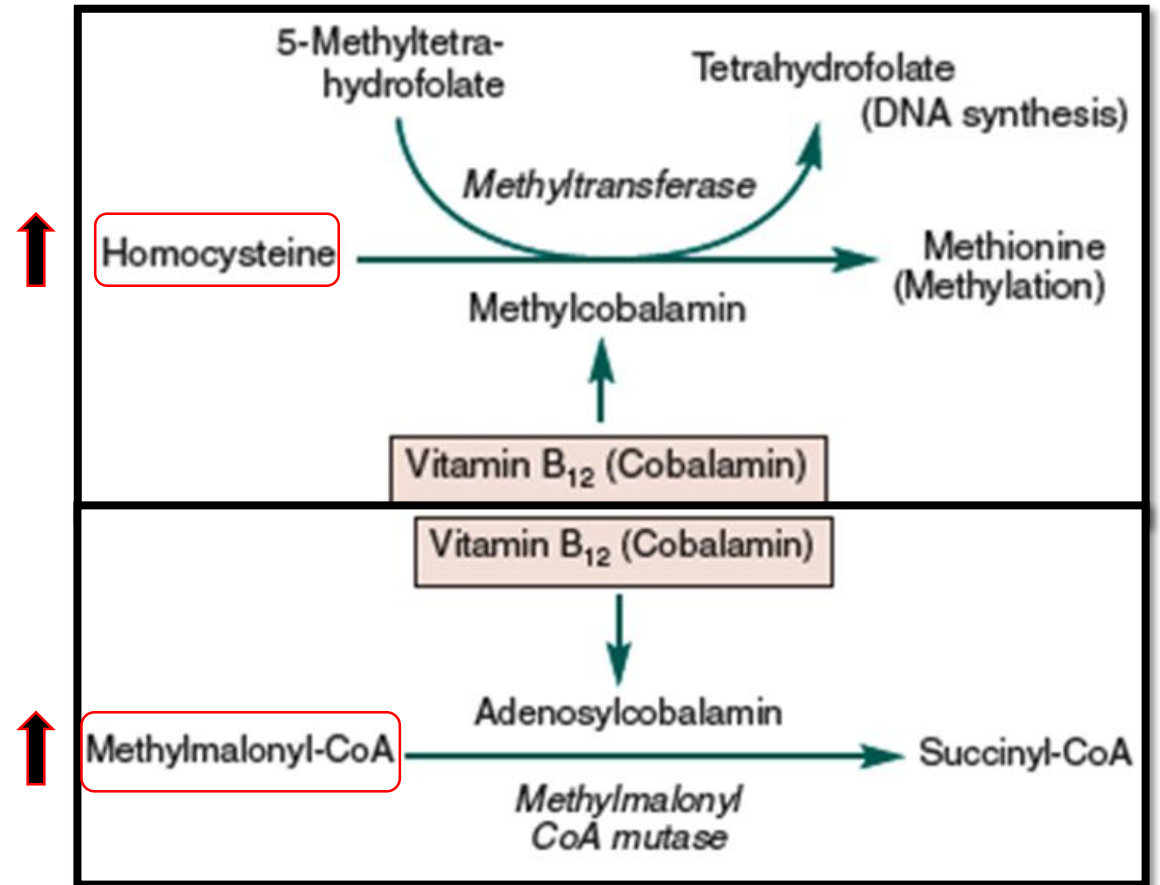 5-Methyltetra-
hydrofolate
Tetrahydrofolate
(DNA synthesis)
Methyltransferase
Homocysteine
Methionine
(Methylation)
Methylcobalamin
Vitamin B12 (Cobalamin)
Vitamin B12 (Cobalamin)
Adenosylcobalamin
Methylmalonyl-CoA
Succinyl-CoA
Methylmalonyl
CoA mutase